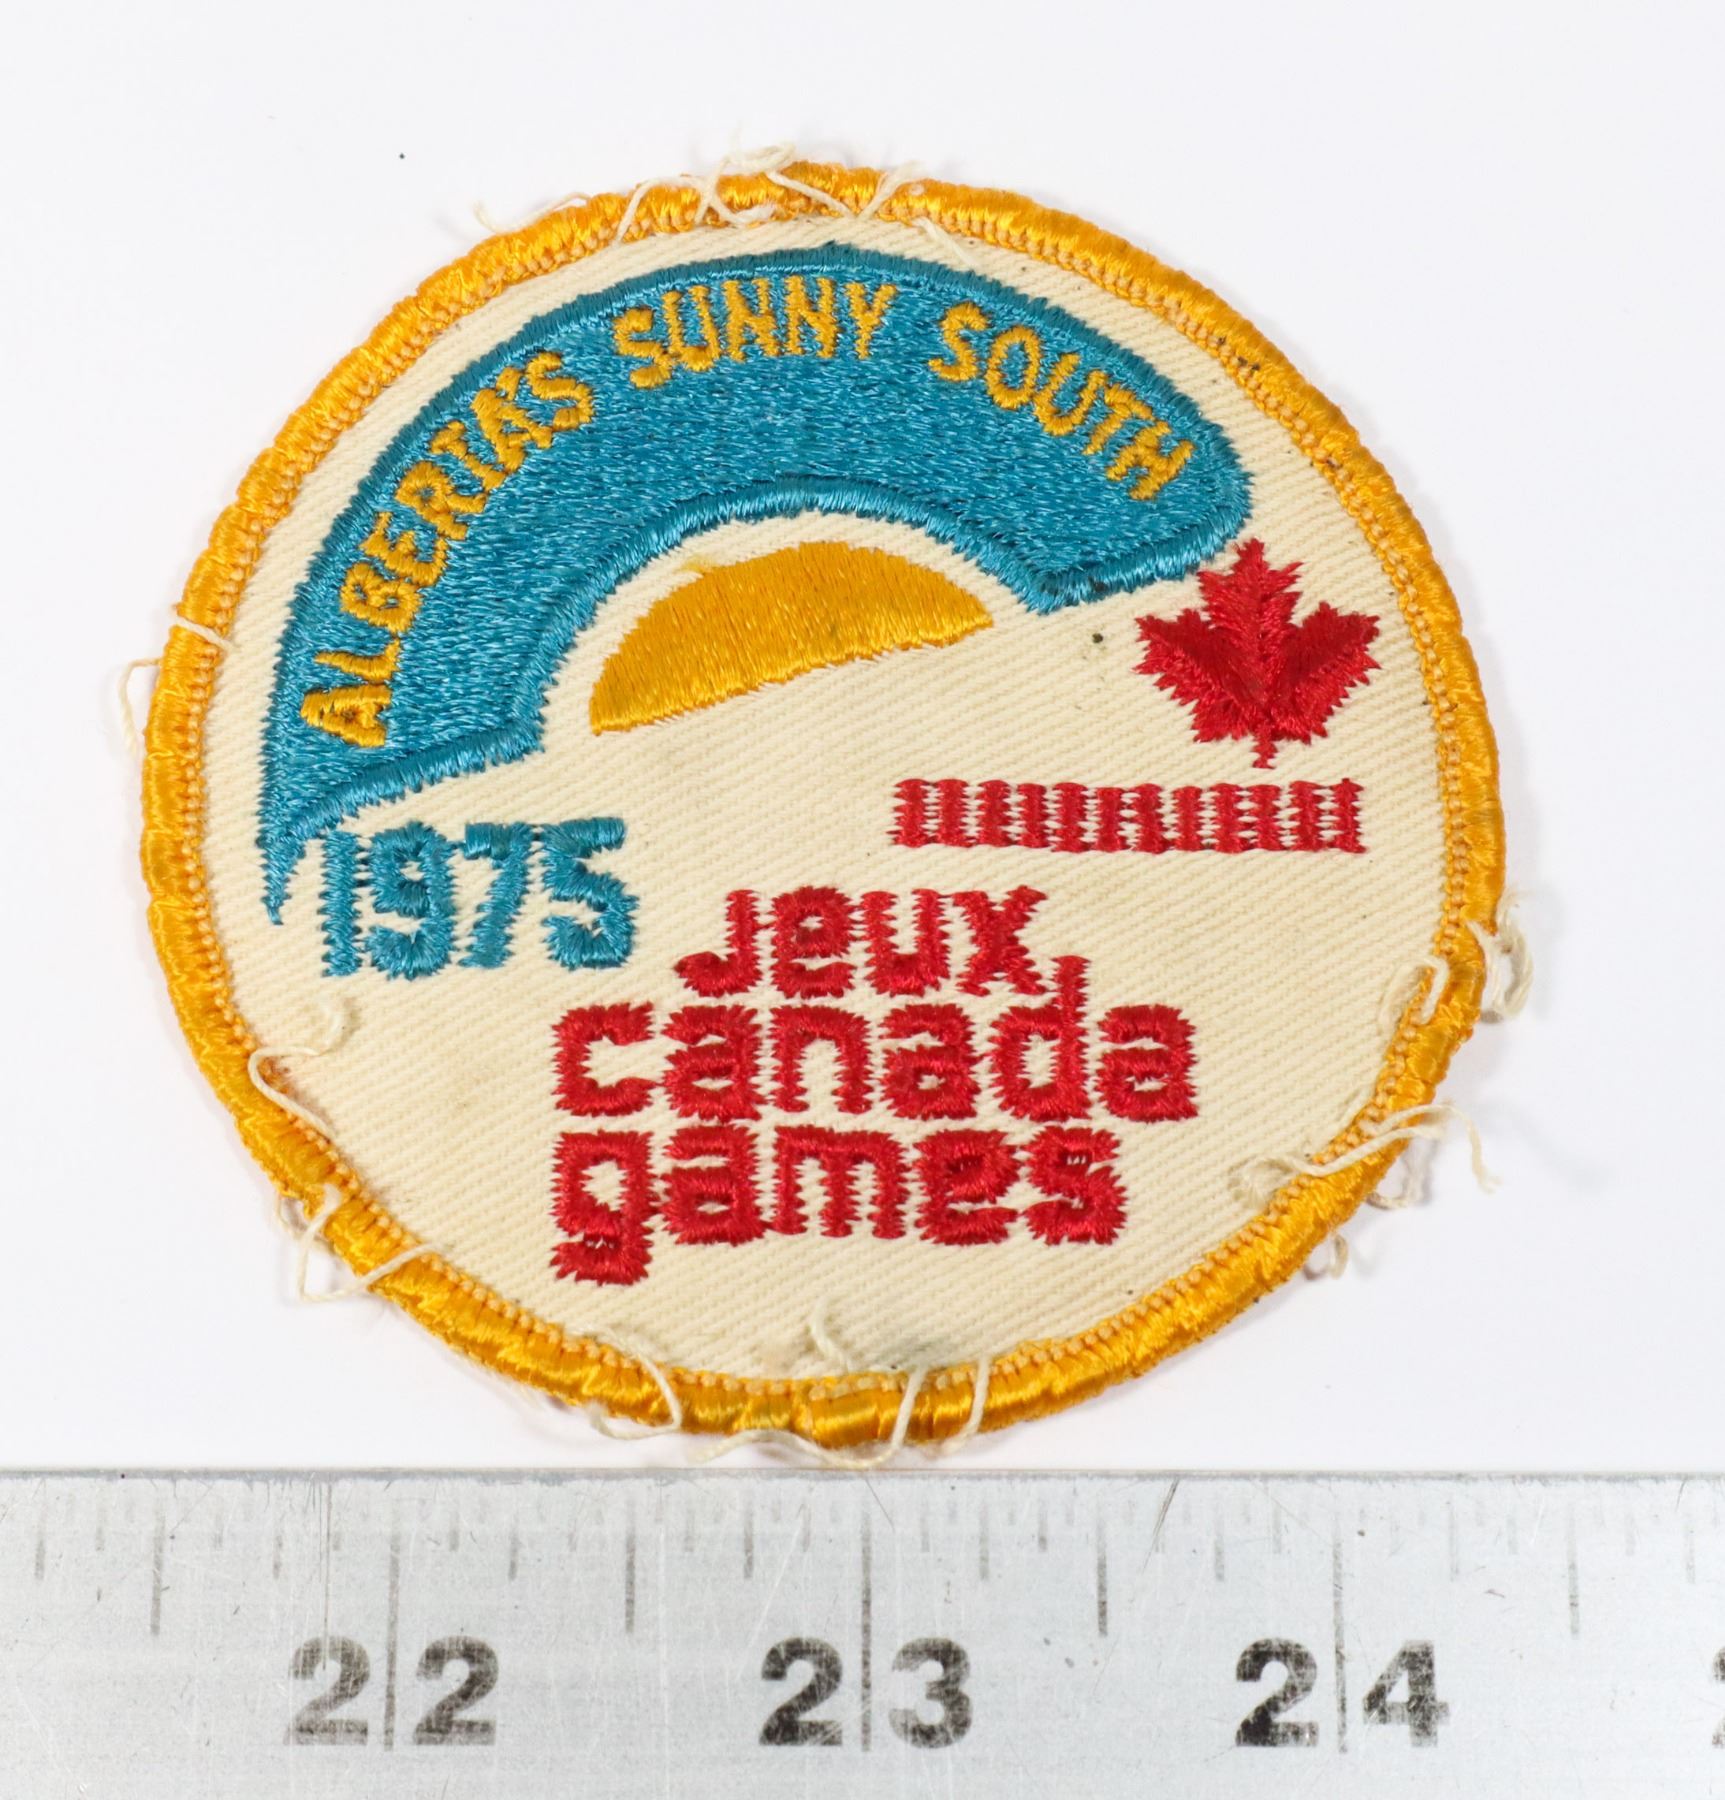 ALBERTA'S SUNNY SOUTH
1975
jeux
canada
games
22 23 24